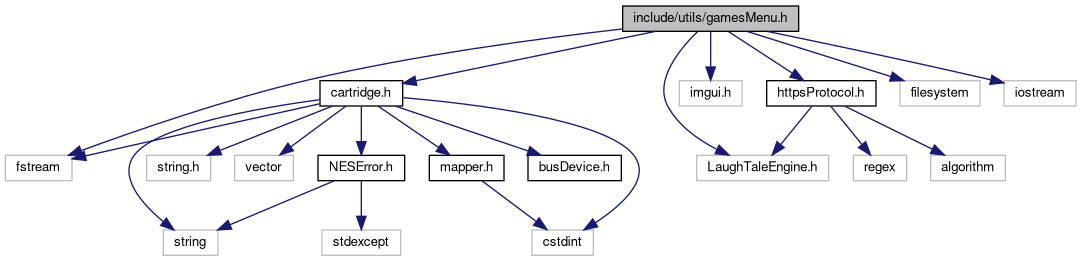 include/utils/gamesMenu.h
cartridge.h
imgui.h
httpsProtocol.h
filesystem
iostream
fstream
string.h
vector
NESError.h
mapper.h
busDevice.h
LaughTaleEngine.h
regex
algorithm
string
stdexcept
cstdint